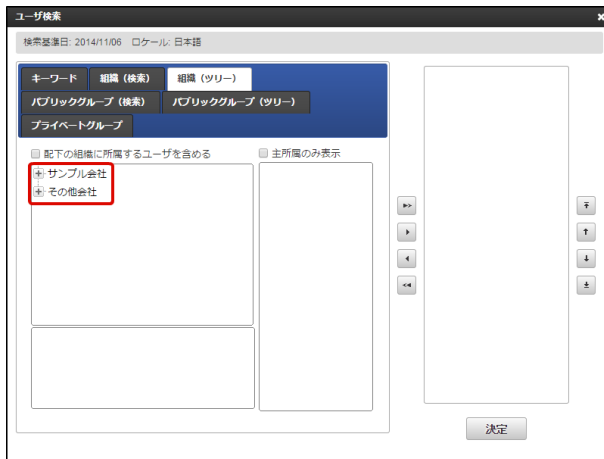 ユーザ検索
検索基準日: 2014/11/06 ロケール: 日本語
キーワード 組織（検索） 組織（ツリー）
パブリックグループ（検索） パブリックグループ（ツリー）
プライベートグループ
配下の組織に所属するユーザを含める 主所属のみ表示
サンプル会社
その他会社
決定